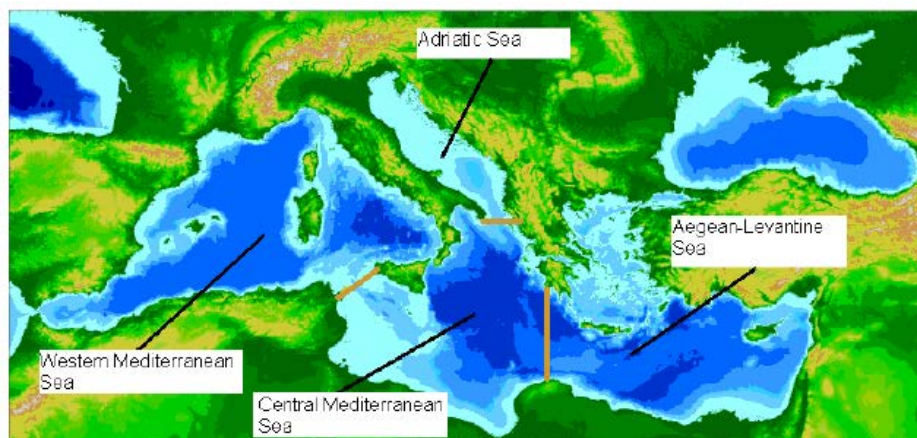 Adriatic Sea
Aegean-Levantine
Sea
Western Mediterranean
Sea
Central Mediterranean
Sea